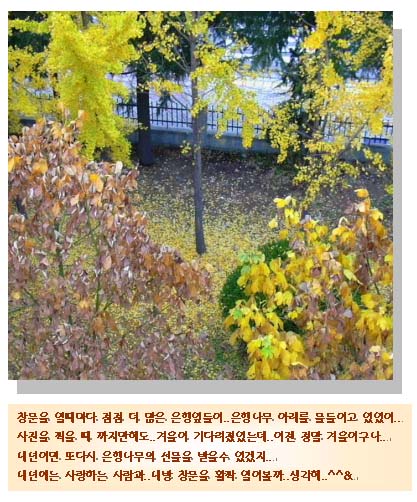 창문을 열때마다 점점 더 많은 은행잎들이..은행나무 아래를 물들이고 있었어...
사진을 찍을 때 까지만해도..겨울이 기다려졌었는데..이젠 정말 겨울이구나...
내년이면 또다시 은행나무의 선물을 받을수 있겠지...
내년에는 사랑하는 사람과..대방 창문을 활짝 열어볼까..생각해..^^&..